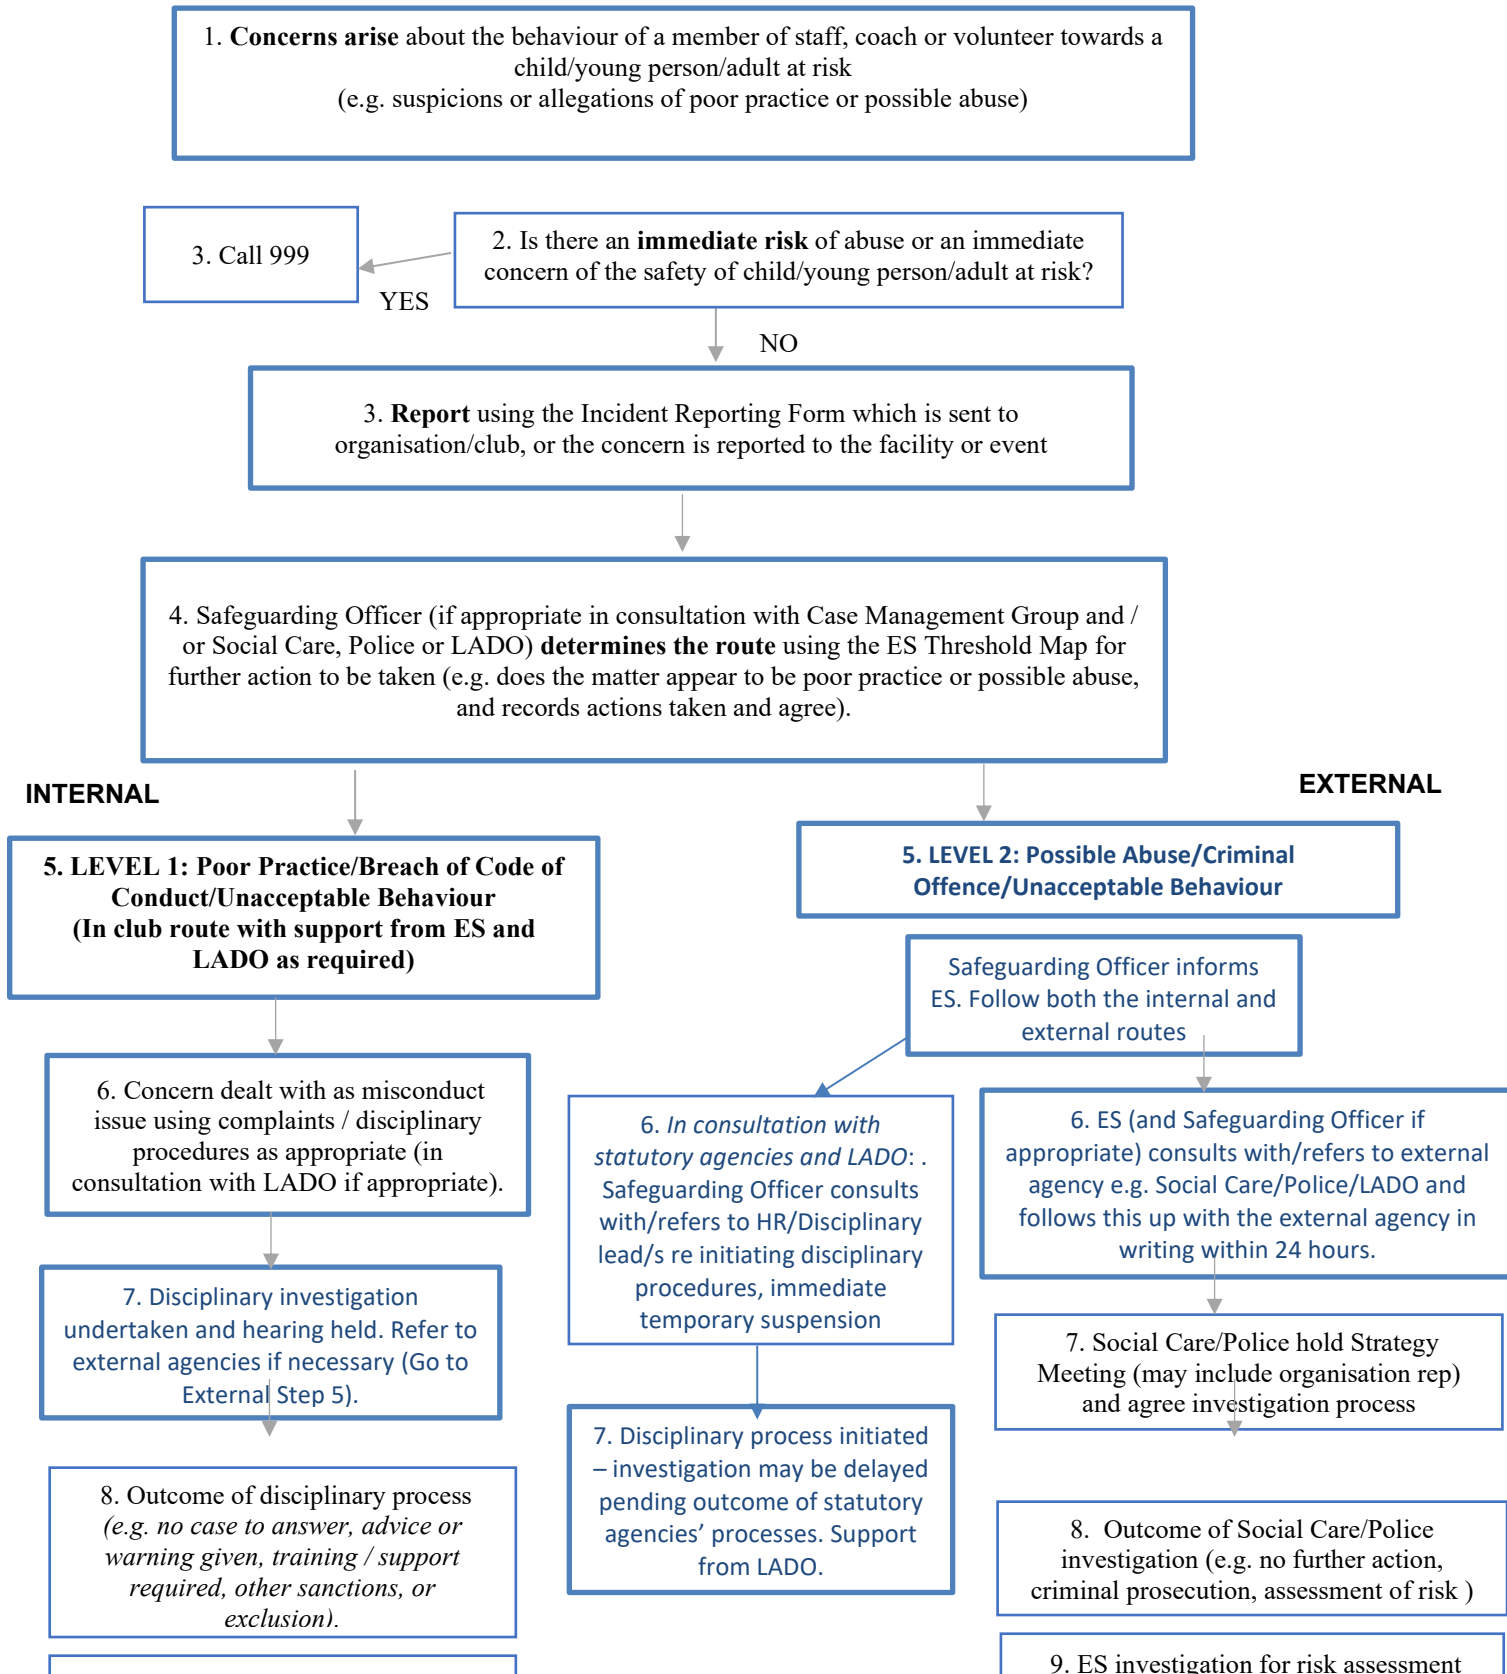 1. Concerns arise about the behaviour of a member of staff, coach or volunteer towards a
child/young person/adult at risk
(e.g. suspicions or allegations of poor practice or possible abuse)
3. Call 999
2. Is there an immediate risk of abuse or an immediate
concern of the safety of child/young person/adult at risk?
YES
NO
3. Report using the Incident Reporting Form which is sent to
organisation/club, or the concern is reported to the facility or event
4. Safeguarding Officer (if appropriate in consultation with Case Management Group and /
or Social Care, Police or LADO) determines the route using the ES Threshold Map for
further action to be taken (e.g. does the matter appear to be poor practice or possible abuse,
and records actions taken and agree).
INTERNAL
EXTERNAL
5. LEVEL 1: Poor Practice/Breach of Code of
Conduct/Unacceptable Behaviour
(In club route with support from ES and
LADO as required)
5. LEVEL 2: Possible Abuse/Criminal
Offence/Unacceptable Behaviour
Safeguarding Officer informs
ES. Follow both the internal and
external routes
6. Concern dealt with as misconduct
issue using complaints / disciplinary
procedures as appropriate (in
consultation with LADO if appropriate).
6. In consultation with
statutory agencies and LADO: .
Safeguarding Officer consults
with/refers to HR/Disciplinary
lead/s re initiating disciplinary
procedures, immediate
temporary suspension
6. ES (and Safeguarding Officer if
appropriate) consults with/refers to external
agency e.g. Social Care/Police/LADO and
follows this up with the external agency in
writing within 24 hours.
7. Disciplinary investigation
undertaken and hearing held. Refer to
external agencies if necessary (Go to
External Step 5).
7. Disciplinary process initiated
– investigation may be delayed
pending outcome of statutory
agencies’ processes. Support
from LADO.
7. Social Care/Police hold Strategy
Meeting (may include organisation rep)
and agree investigation process
8. Outcome of disciplinary process
(e.g. no case to answer, advice or
warning given, training / support
required, other sanctions, or
exclusion).
8. Outcome of Social Care/Police
investigation (e.g. no further action,
criminal prosecution, assessment of risk )
9. ES investigation for risk assessment